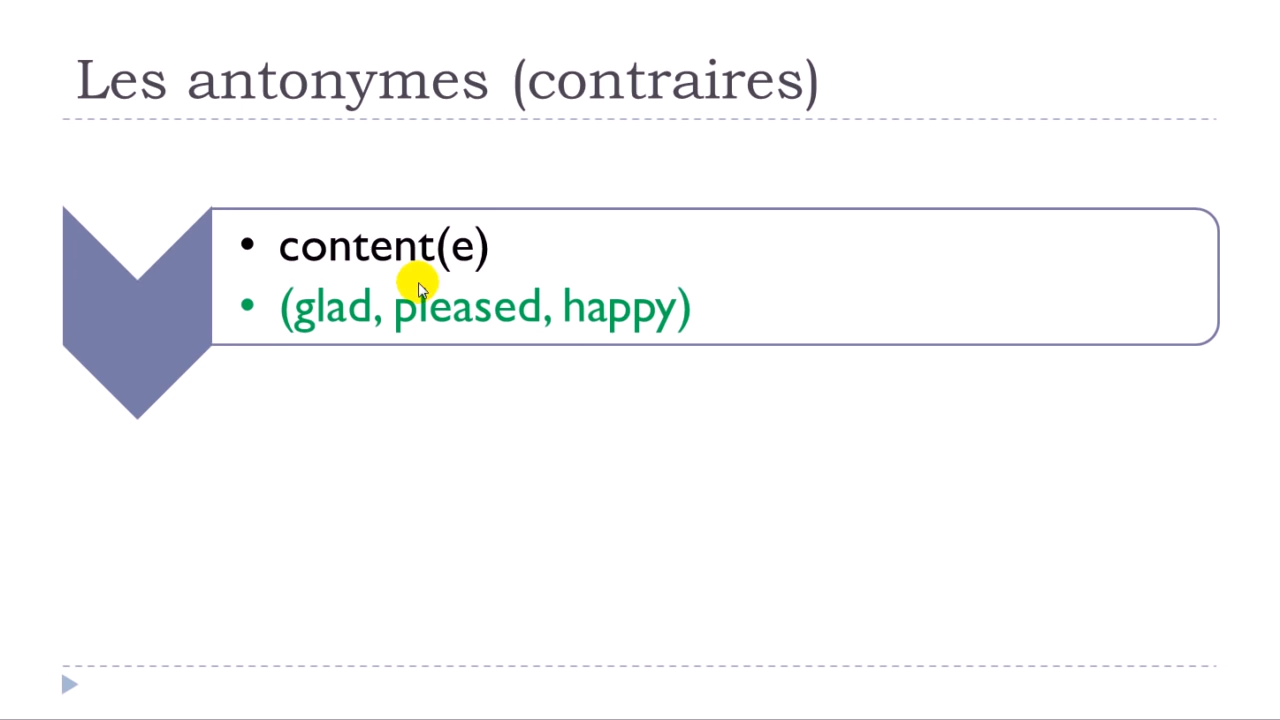 Les antonymes (contraires)
• content(e)
• (glad, pleased, happy)